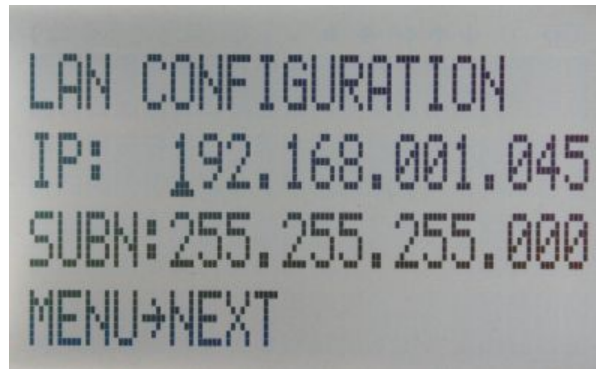 LAN CONFIGURATION
IP: 192.168.001.045
SUBN:255.255.255.000
MENU→NEXT